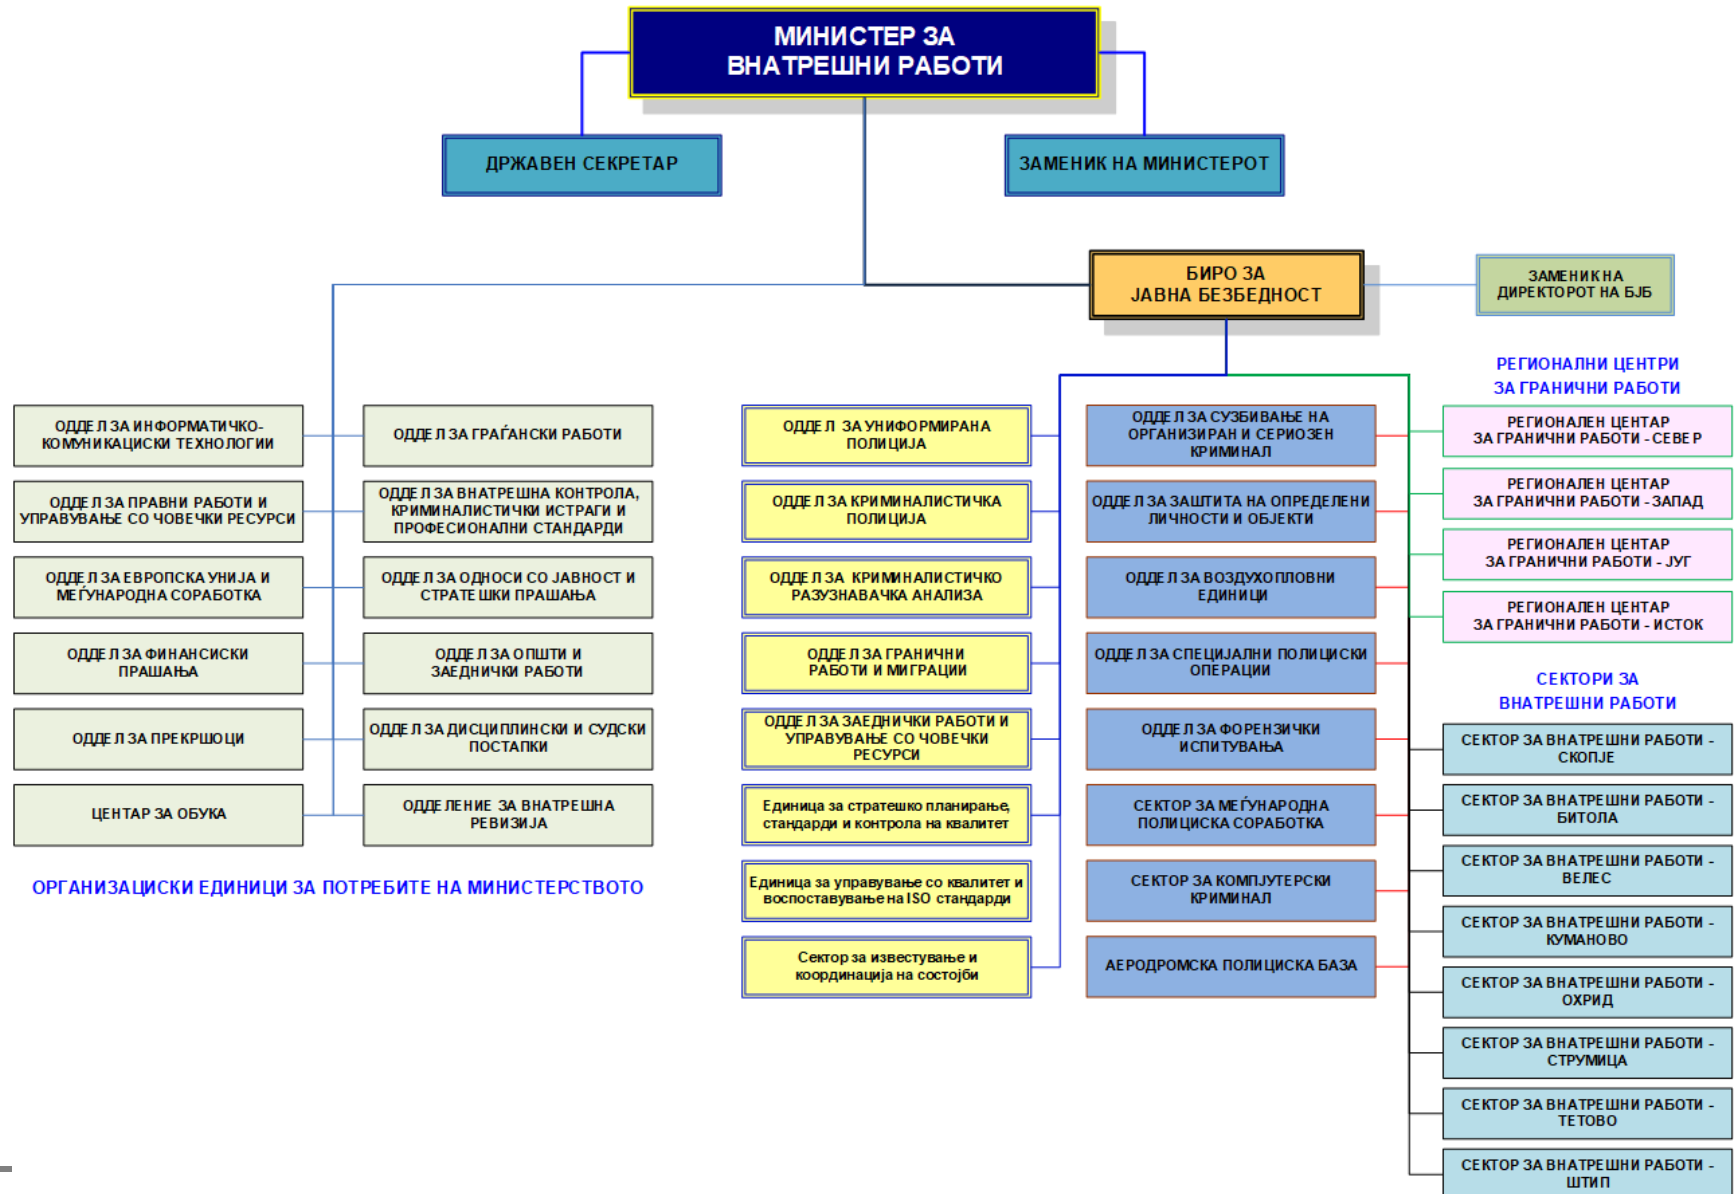 МИНИСТЕР ЗА
ВНАТРЕШНИ РАБОТИ
ДРЖАВЕН СЕКРЕТАР
ЗАМЕНИК НА МИНИСТЕРОТ
БИРО ЗА
ЈАВНА БЕЗБЕДНОСТ
ЗАМЕНИК НА
ДИРЕКТОРОТ НА БЈБ
ОДДЕЛ ЗА ИНФОРМАТИЧКО-
КОМУНИКАЦИСКИ ТЕХНОЛОГИИ
ОДДЕЛ ЗА ПРАВНИ РАБОТИ И
УПРАВУВАЊЕ СО ЧОВЕЧКИ РЕСУРСИ
ОДДЕЛ ЗА ЕВРОПСКА УНИЈА И
МЕЃУНАРОДНА СОРАБОТКА
ОДДЕЛ ЗА ФИНАНСИСКИ
ПРАШАЊА
ОДДЕЛ ЗА ПРЕКРШОЦИ
ЦЕНТАР ЗА ОБУКА
ОДДЕЛ ЗА ГРАЃАНСКИ РАБОТИ
ОДДЕЛ ЗА ВНАТРЕШНА КОНТРОЛА,
КРИМИНАЛИСТИЧКИ ИСТРАГИ И
ПРОФЕСИОНАЛНИ СТАНДАРДИ
ОДДЕЛ ЗА ОДНОСИ СО ЈАВНОСТ И
СТРАТЕШКИ ПРАШАЊА
ОДДЕЛ ЗА ОПШТИ И
ЗАЕДНИЧКИ РАБОТИ
ОДДЕЛ ЗА ДИСЦИПЛИНСКИ И СУДСКИ
ПОСТАПКИ
ОДДЕЛЕНИЕ ЗА ВНАТРЕШНА
РЕВИЗИЈА
ОРГАНИЗАЦИСКИ ЕДИНИЦИ ЗА ПОТРЕБИТЕ НА МИНИСТЕРСТВОТО
ОДДЕЛ ЗА УНИФОРМИРАНА
ПОЛИЦИЈА
ОДДЕЛ ЗА КРИМИНАЛИСТИЧКА
ПОЛИЦИЈА
ОДДЕЛ ЗА КРИМИНАЛИСТИЧКО
РАЗУЗНАВАЧКА АНАЛИЗА
ОДДЕЛ ЗА ГРАНИЧНИ
РАБОТИ И МИГРАЦИИ
ОДДЕЛ ЗА ЗАЕДНИЧКИ РАБОТИ И
УПРАВУВАЊЕ СО ЧОВЕЧКИ
РЕСУРСИ
Единица за стратешко планирање,
стандарди и контрола на квалитет
Единица за управување со квалитет и
воспоставување на ISO стандарди
Сектор за известување и
координација на состојби
ОДДЕЛ ЗА СУЗБИВАЊЕ НА
ОРГАНИЗИРАН И СЕРИОЗЕН
КРИМИНАЛ
ОДДЕЛ ЗА ЗАШТИТА НА ОПРЕДЕЛЕНИ
ЛИЧНОСТИ И ОБЈЕКТИ
ОДДЕЛ ЗА ВОЗДУХОПЛОВНИ
ЕДИНИЦИ
ОДДЕЛ ЗА СПЕЦИЈАЛНИ ПОЛИЦИСКИ
ОПЕРАЦИИ
ОДДЕЛ ЗА ФОРЕНЗИЧКИ
ИСПИТУВАЊА
СЕКТОР ЗА МЕЃУНАРОДНА
ПОЛИЦИСКА СОРАБОТКА
СЕКТОР ЗА КОМПЈУТЕРСКИ
КРИМИНАЛ
АЕРОДРОМСКА ПОЛИЦИСКА БАЗА
РЕГИОНАЛНИ ЦЕНТРИ
ЗА ГРАНИЧНИ РАБОТИ
РЕГИОНАЛЕН ЦЕНТАР
ЗА ГРАНИЧНИ РАБОТИ - СЕВЕР
РЕГИОНАЛЕН ЦЕНТАР
ЗА ГРАНИЧНИ РАБОТИ - ЗАПАД
РЕГИОНАЛЕН ЦЕНТАР
ЗА ГРАНИЧНИ РАБОТИ - ЈУГ
РЕГИОНАЛЕН ЦЕНТАР
ЗА ГРАНИЧНИ РАБОТИ - ИСТОК
СЕКТОРИ ЗА
ВНАТРЕШНИ РАБОТИ
СЕКТОР ЗА ВНАТРЕШНИ РАБОТИ -
СКОПЈЕ
СЕКТОР ЗА ВНАТРЕШНИ РАБОТИ -
БИТОЛА
СЕКТОР ЗА ВНАТРЕШНИ РАБОТИ -
ВЕЛЕС
СЕКТОР ЗА ВНАТРЕШНИ РАБОТИ -
КУМАНОВО
СЕКТОР ЗА ВНАТРЕШНИ РАБОТИ -
ОХРИД
СЕКТОР ЗА ВНАТРЕШНИ РАБОТИ -
СТРУМИЦА
СЕКТОР ЗА ВНАТРЕШНИ РАБОТИ -
ТЕТОВО
СЕКТОР ЗА ВНАТРЕШНИ РАБОТИ -
ШТИП